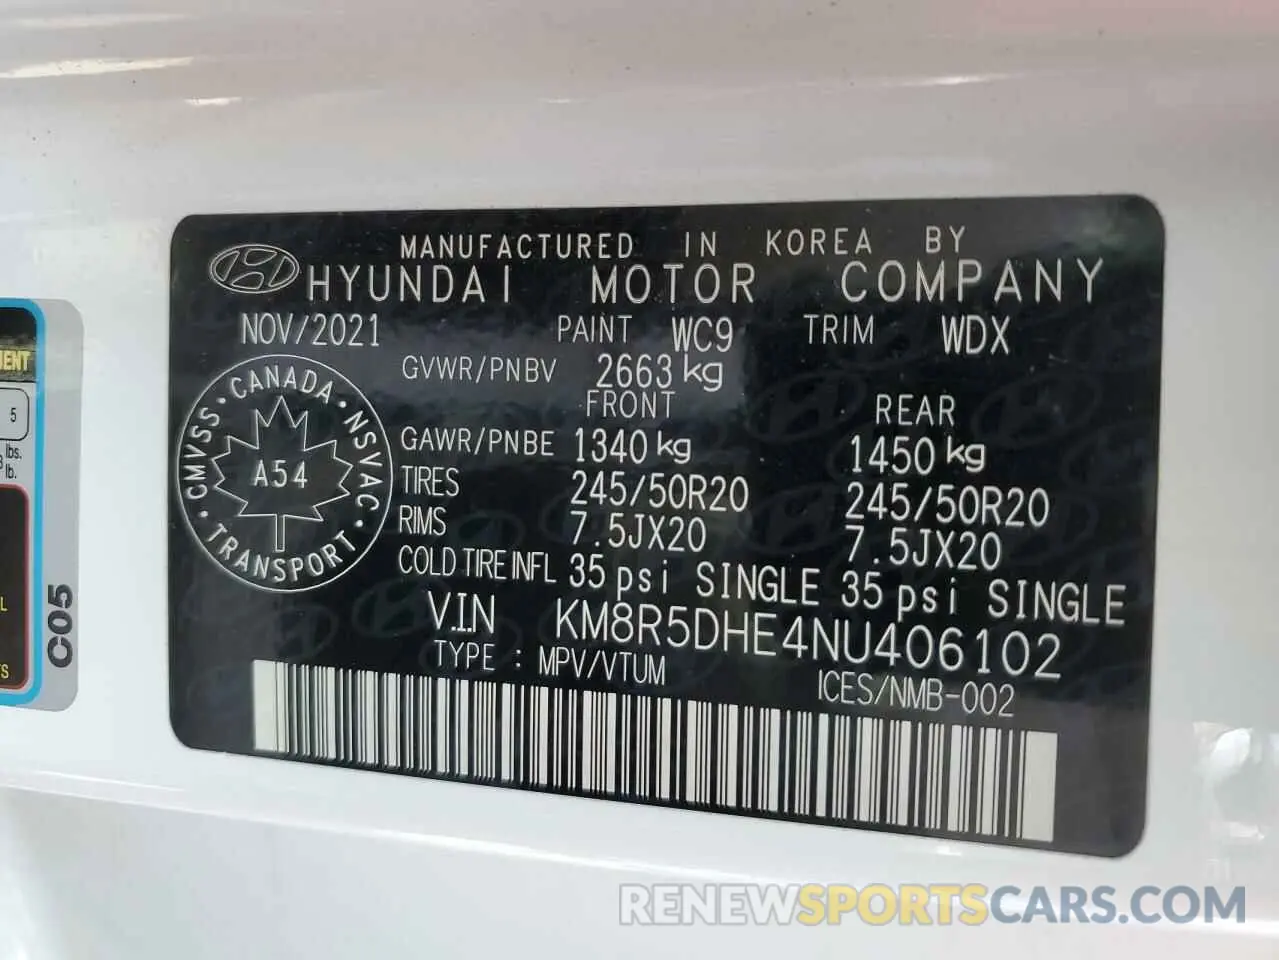 MANUFACTURED IN KOREA BY
HYUNDAI MOTOR COMPANY
NOV/2021 PAINT WC9 TRIM WDX
GVWR/PNBV 2663 kg
FRONT REAR
GAWR/PNBE 1340 kg 1450 kg
TIRES 245/50R20 245/50R20
RIMS 7.5JX20 7.5JX20
COLD TIRE INFL 35 psi SINGLE 35 psi SINGLE
V.I.N KM8R5DHE4NU406102
TYPE : MPV/VTUM ICES/NMB-002
CMVSS · CANADA · NSVAC · TRANSPORT ·
A54
5
lbs.
lb.
C05
RENEWSPORTSCARS.COM